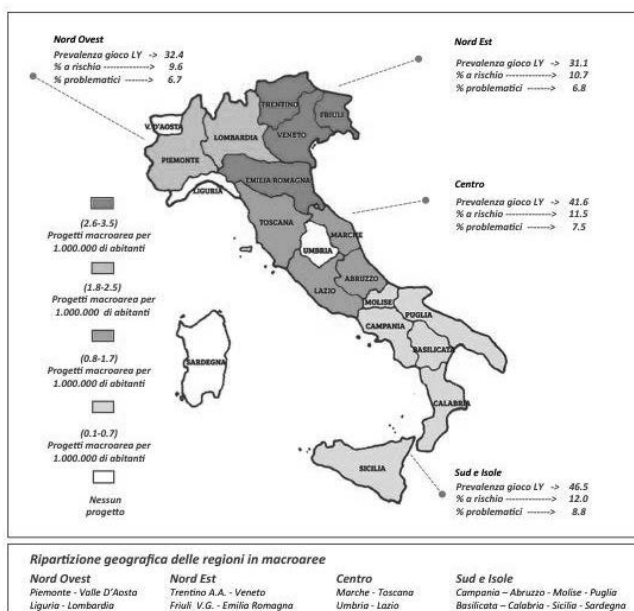 Nord Ovest
Prevalenza gioco LY -> 32.4
% a rischio -------------> 9.6
% problematici -------> 6.7
Nord Est
Prevalenza gioco LY -> 31.1
% a rischio -------------> 10.7
% problematici -------> 6.8
TRENTINO
FRIULI
V. D'AOSTA
LOMBARDIA
VENETO
PIEMONTE
EMILIA ROMAGNA
LIGURIA
Centro
Prevalenza gioco LY -> 41.6
% a rischio -------------> 11.5
% problematici -------> 7.5
TOSCANA
MARCHE
UMBRIA
LAZIO
ABRUZZO
MOLISE
PUGLIA
CAMPANIA
BASILICATA
SARDEGNA
CALABRIA
SICILIA
(2.6-3.5)
Progetti macroarea per
1.000.000 di abitanti
(1.8-2.5)
Progetti macroarea per
1.000.000 di abitanti
(0.8-1.7)
Progetti macroarea per
1.000.000 di abitanti
(0.1-0.7)
Progetti macroarea per
1.000.000 di abitanti
Nessun
progetto
Sud e Isole
Prevalenza gioco LY -> 46.5
% a rischio -------------> 12.0
% problematici -------> 8.8
Ripartizione geografica delle regioni in macroaree
Nord Ovest
Piemonte - Valle D'Aosta
Liguria - Lombardia
Nord Est
Trentino A.A. - Veneto
Friuli V.G. - Emilia Romagna
Centro
Marche - Toscana
Umbria - Lazio
Sud e Isole
Campania – Abruzzo - Molise - Puglia
Basilicata – Calabria - Sicilia - Sardegna